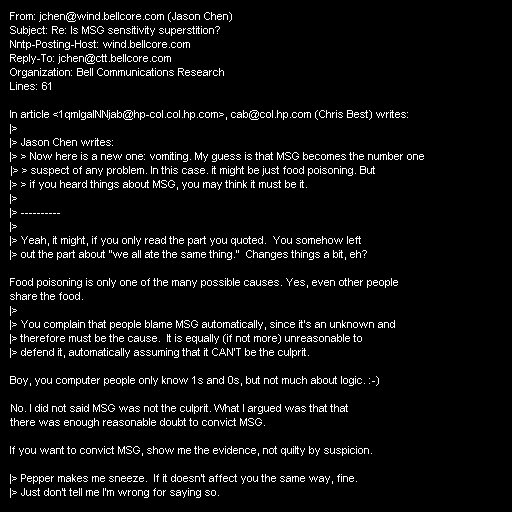 From: jchen@wind.bellcore.com (Jason Chen)
Subject: Re: Is MSG sensitivity superstition?
Nntp-Posting-Host: wind.bellcore.com
Reply-To: jchen@ctt.bellcore.com
Organization: Bell Communications Research
Lines: 61

In article <1qmlgaINNjab@hp-col.col.hp.com>, cab@col.hp.com (Chris Best) writes:
|>
|> Jason Chen writes:
|> > Now here is a new one: vomiting. My guess is that MSG becomes the number one
|> > suspect of any problem. In this case. it might be just food poisoning. But
|> > if you heard things about MSG, you may think it must be it.
|>
|> ----------
|>
|> Yeah, it might, if you only read the part you quoted.  You somehow left
|> out the part about "we all ate the same thing."  Changes things a bit, eh?

Food poisoning is only one of the many possible causes. Yes, even other people
share the food.
|>
|> You complain that people blame MSG automatically, since it's an unknown and
|> therefore must be the cause.  It is equally (if not more) unreasonable to
|> defend it, automatically assuming that it CAN'T be the culprit.

Boy, you computer people only know 1s and 0s, but not much about logic. :-)

No. I did not said MSG was not the culprit. What I argued was that that
there was enough reasonable doubt to convict MSG.

If you want to convict MSG, show me the evidence, not quilty by suspicion.

|> Pepper makes me sneeze.  If it doesn't affect you the same way, fine.
|> Just don't tell me I'm wrong for saying so.